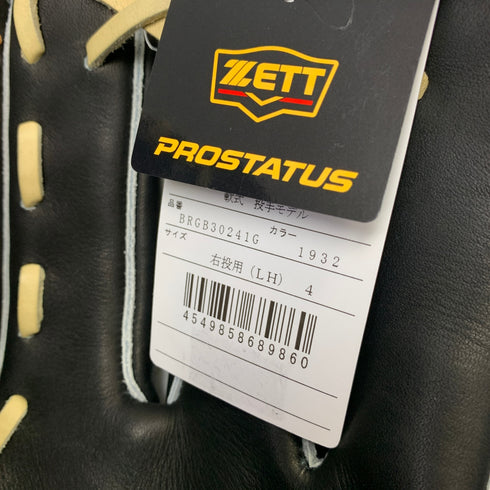 ZETT
PROSTATUS
軟式 投手モデル
品番 BRGB30241G カラー 1932
サイズ 右投用(LH) 4
4549858689860